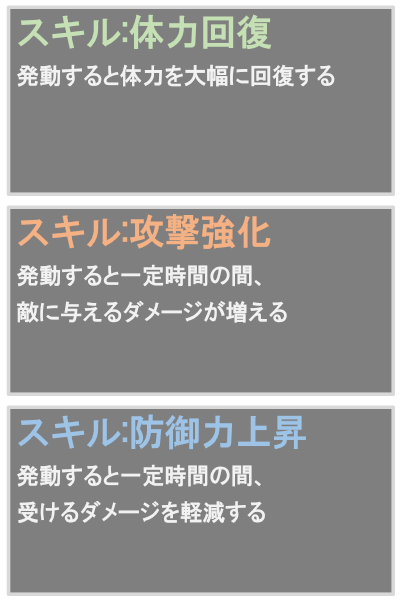 スキル:体力回復
発動すると体力を大幅に回復する
スキル:攻撃強化
発動すると一定時間の間、
敵に与えるダメージが増える
スキル:防御力上昇
発動すると一定時間の間、
受けるダメージを軽減する